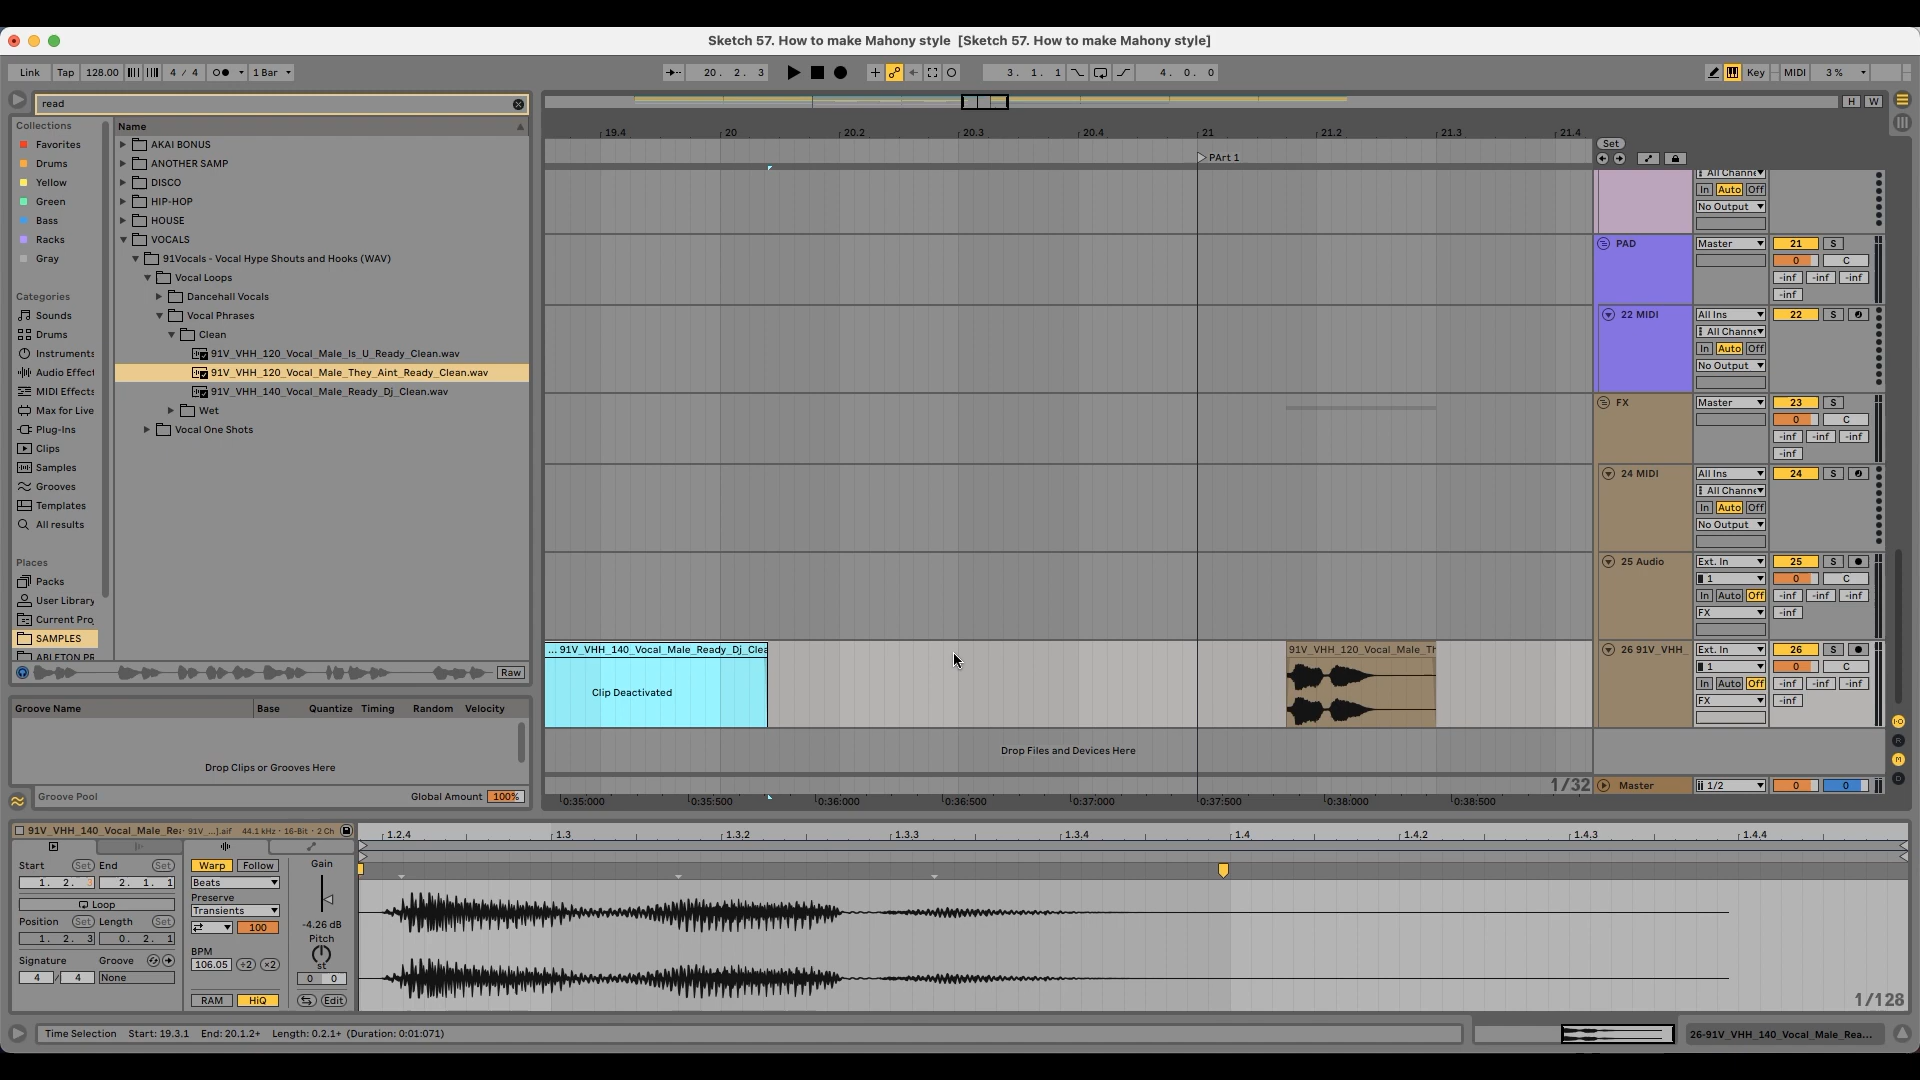 Sketch 57. How to make Mahony style [Sketch 57. How to make Mahony style]
Link Tap 128.00 4 / 4 1 Bar 20. 2. 3 3. 1. 1 4. 0. 0 Key MIDI 3 %
read
H W
Collections Name
Favorites
Drums
Yellow
Green
Bass
Racks
Gray
Categories
Sounds
Drums
Instruments
Audio Effect
MIDI Effects
Max for Live
Plug-Ins
Clips
Samples
Grooves
Templates
All results
Places
Packs
User Library
Current Pro
SAMPLES
ABLETON PR
AKAI BONUS
ANOTHER SAMP
DISCO
HIP-HOP
HOUSE
VOCALS
91Vocals - Vocal Hype Shouts and Hooks (WAV)
Vocal Loops
Dancehall Vocals
Vocal Phrases
Clean
91V_VHH_120_Vocal_Male_Is_U_Ready_Clean.wav
91V_VHH_120_Vocal_Male_They_Aint_Ready_Clean.wav
91V_VHH_140_Vocal_Male_Ready_Dj_Clean.wav
Wet
Vocal One Shots
Raw
Groove Name Base Quantize Timing Random Velocity
Drop Clips or Grooves Here
Groove Pool Global Amount 100%
19.4 20 20.2 20.3 20.4 21 21.2 21.3 21.4
Set
PArt 1
All Channe
In Auto Off
No Output
PAD Master 21 S
0 C
-inf -inf -inf
-inf
22 MIDI All Ins 22 S
All Channe
In Auto Off
No Output
FX Master 23 S
0 C
-inf -inf -inf
-inf
24 MIDI All Ins 24 S
All Channe
In Auto Off
No Output
25 Audio Ext. In 25 S
1 0 C
In Auto Off -inf -inf -inf
FX -inf
... 91V_VHH_140_Vocal_Male_Ready_Dj_Clea
Clip Deactivated
91V_VHH_120_Vocal_Male_Th
26 91V_VHH_ Ext. In 26 S
1 0 C
In Auto Off -inf -inf -inf
FX -inf
Drop Files and Devices Here
1/32
Master 1/2 0 0
0:35:000 0:35:500 0:36:000 0:36:500 0:37:000 0:37:500 0:38:000 0:38:500
91V_VHH_140_Vocal_Male_Rea 91V_...].aif 44.1 kHz · 16-Bit · 2 Ch
Start Set End Set
1. 2. 3 2. 1. 1
Loop
Position Set Length Set
1. 2. 3 0. 2. 1
Signature Groove
4 / 4 None
Warp Follow
Beats
Preserve
Transients
100
BPM
106.05 ÷2 ×2
RAM HiQ
Gain
-4.26 dB
Pitch
st
0 0
Edit
1.2.4 1.3 1.3.2 1.3.3 1.3.4 1.4 1.4.2 1.4.3 1.4.4
1/128
Time Selection Start: 19.3.1 End: 20.1.2+ Length: 0.2.1+ (Duration: 0:01:071)
26-91V_VHH_140_Vocal_Male_Rea...